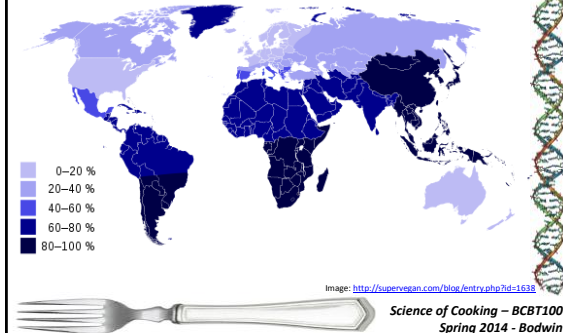 0–20 %
20–40 %
40–60 %
60–80 %
80–100 %
Image: http://supervegan.com/blog/entry.php?id=1638
Science of Cooking – BCBT100
Spring 2014 - Bodwin